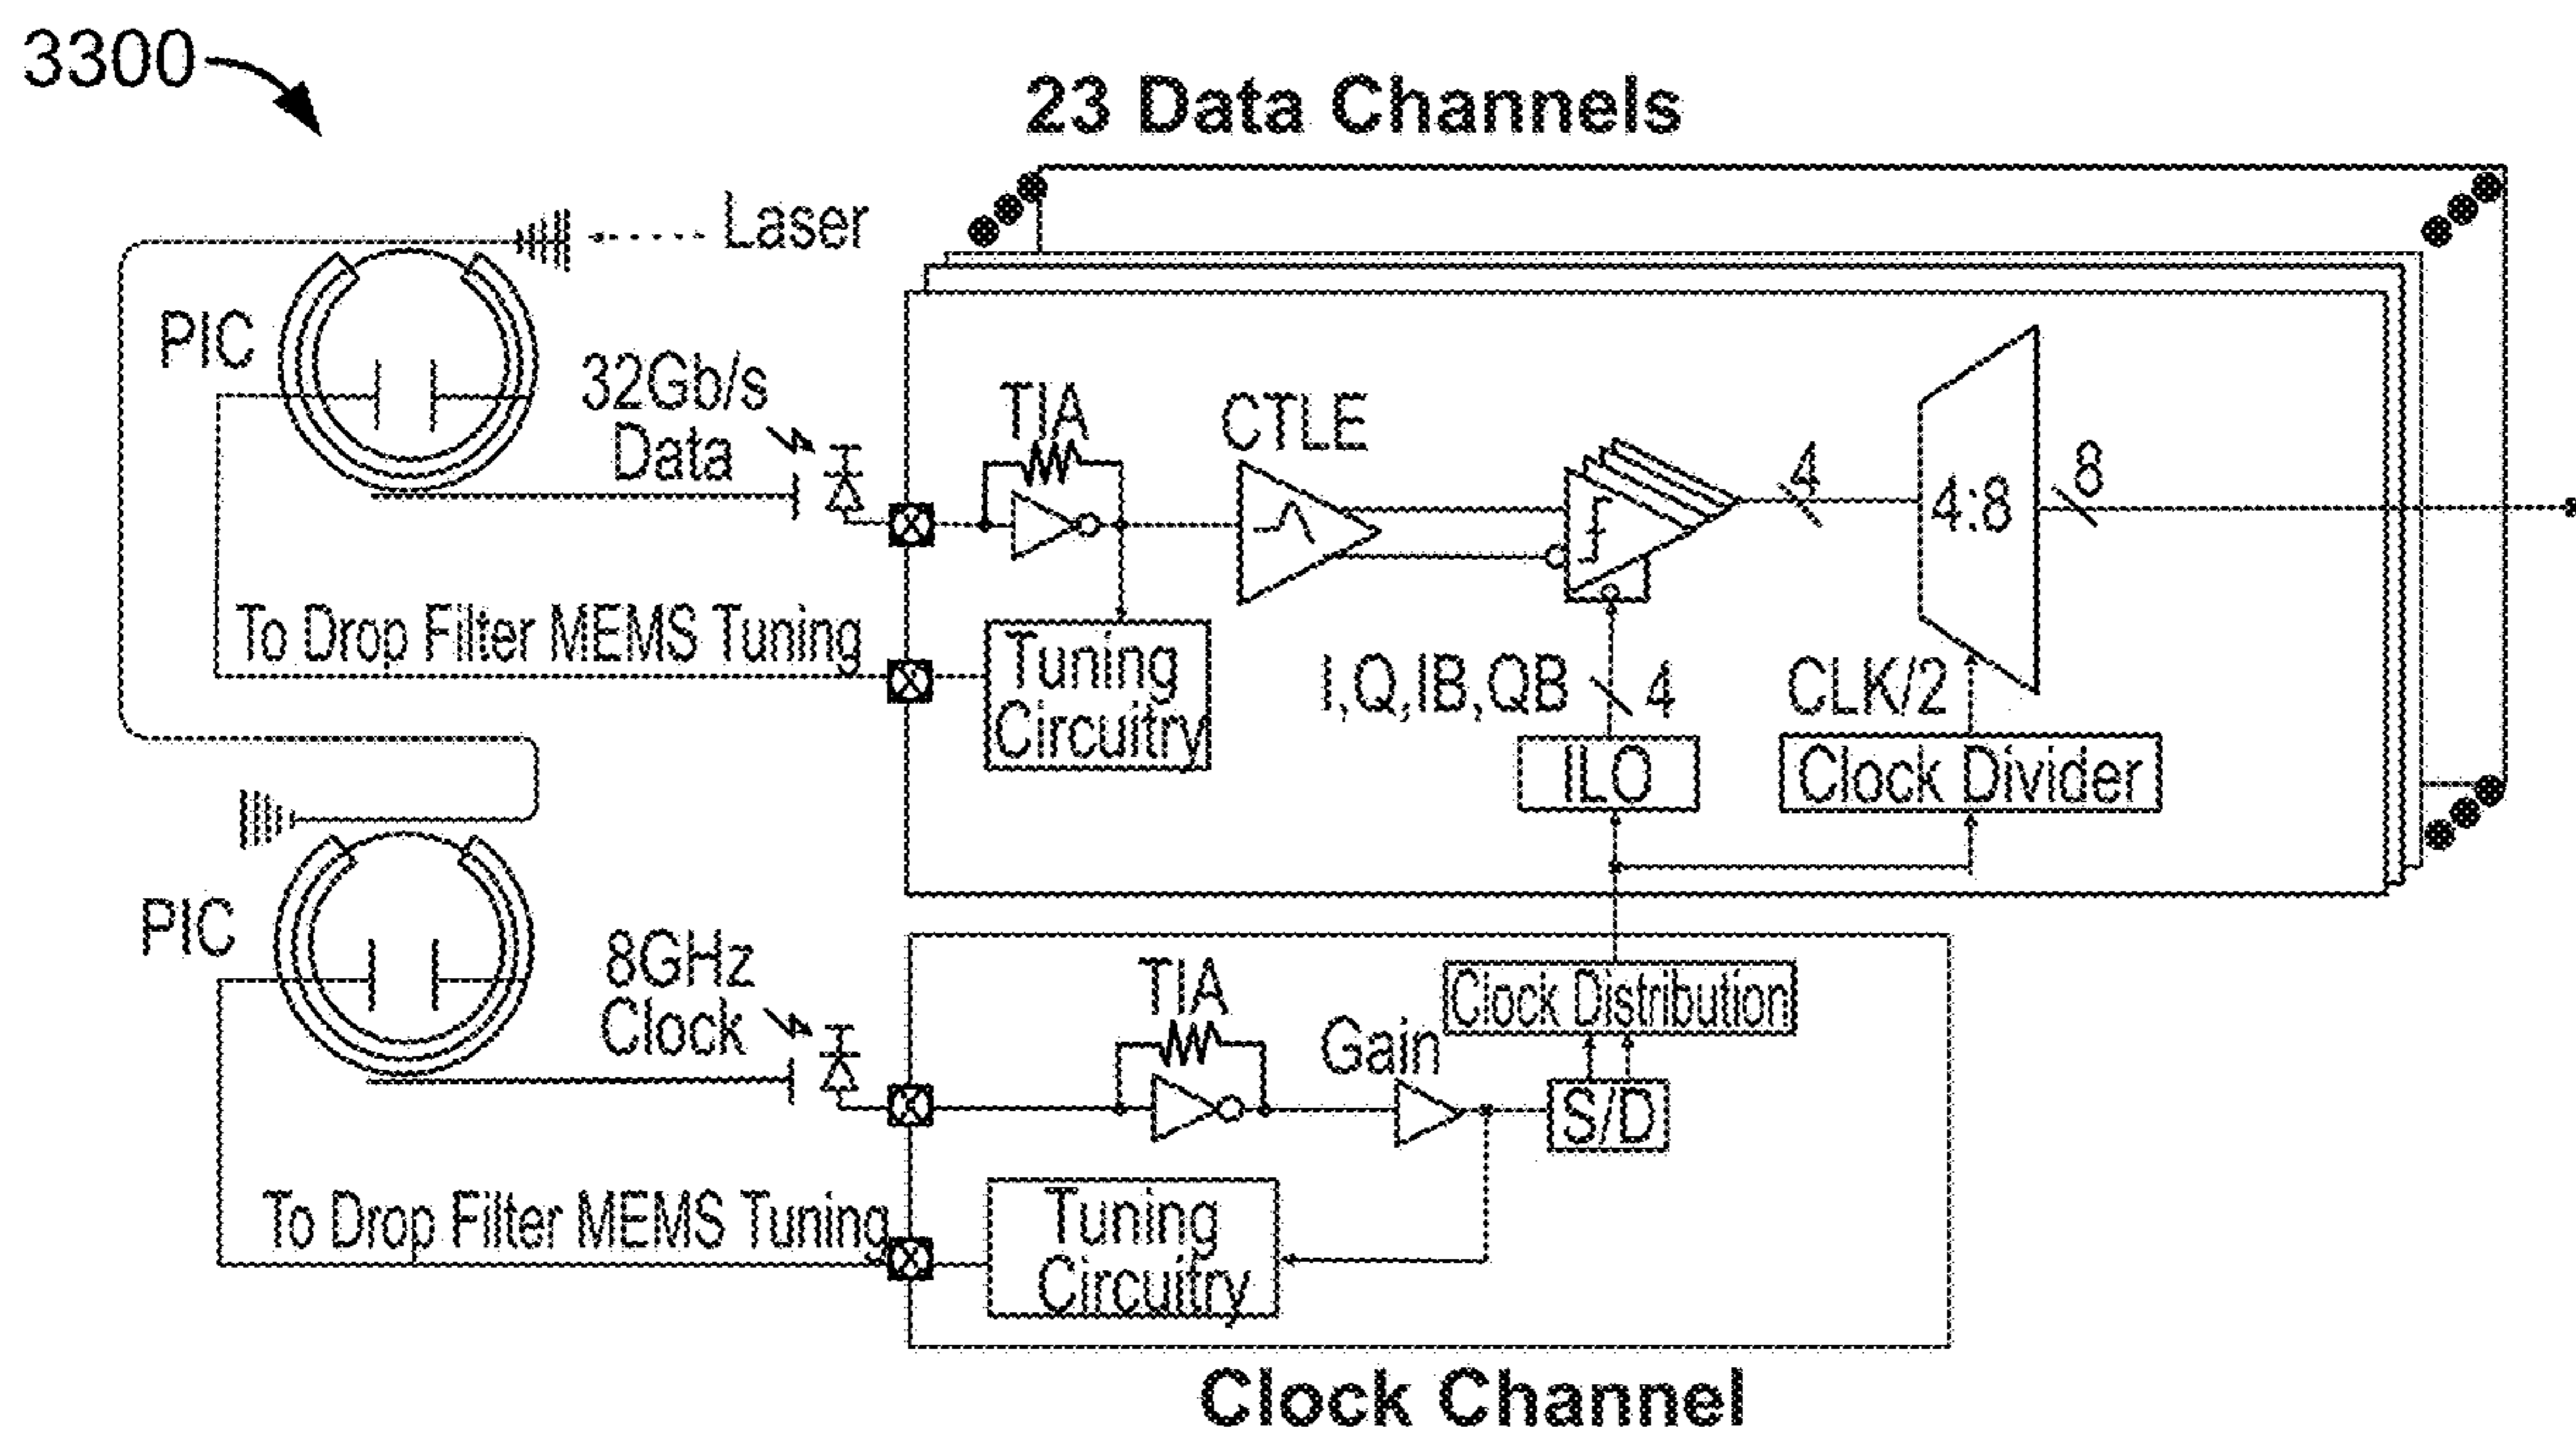 3300
23 Data Channels
Laser
PIC
32Gb/s
Data
TIA
CTLE
4
4:8
8
To Drop Filter MEMS Tuning
Tuning
Circuitry
I,Q,IB,QB
4
CLK/2
ILO
Clock Divider
PIC
8GHz
Clock
TIA
Gain
Clock Distribution
S/D
To Drop Filter MEMS Tuning
Tuning
Circuitry
Clock Channel